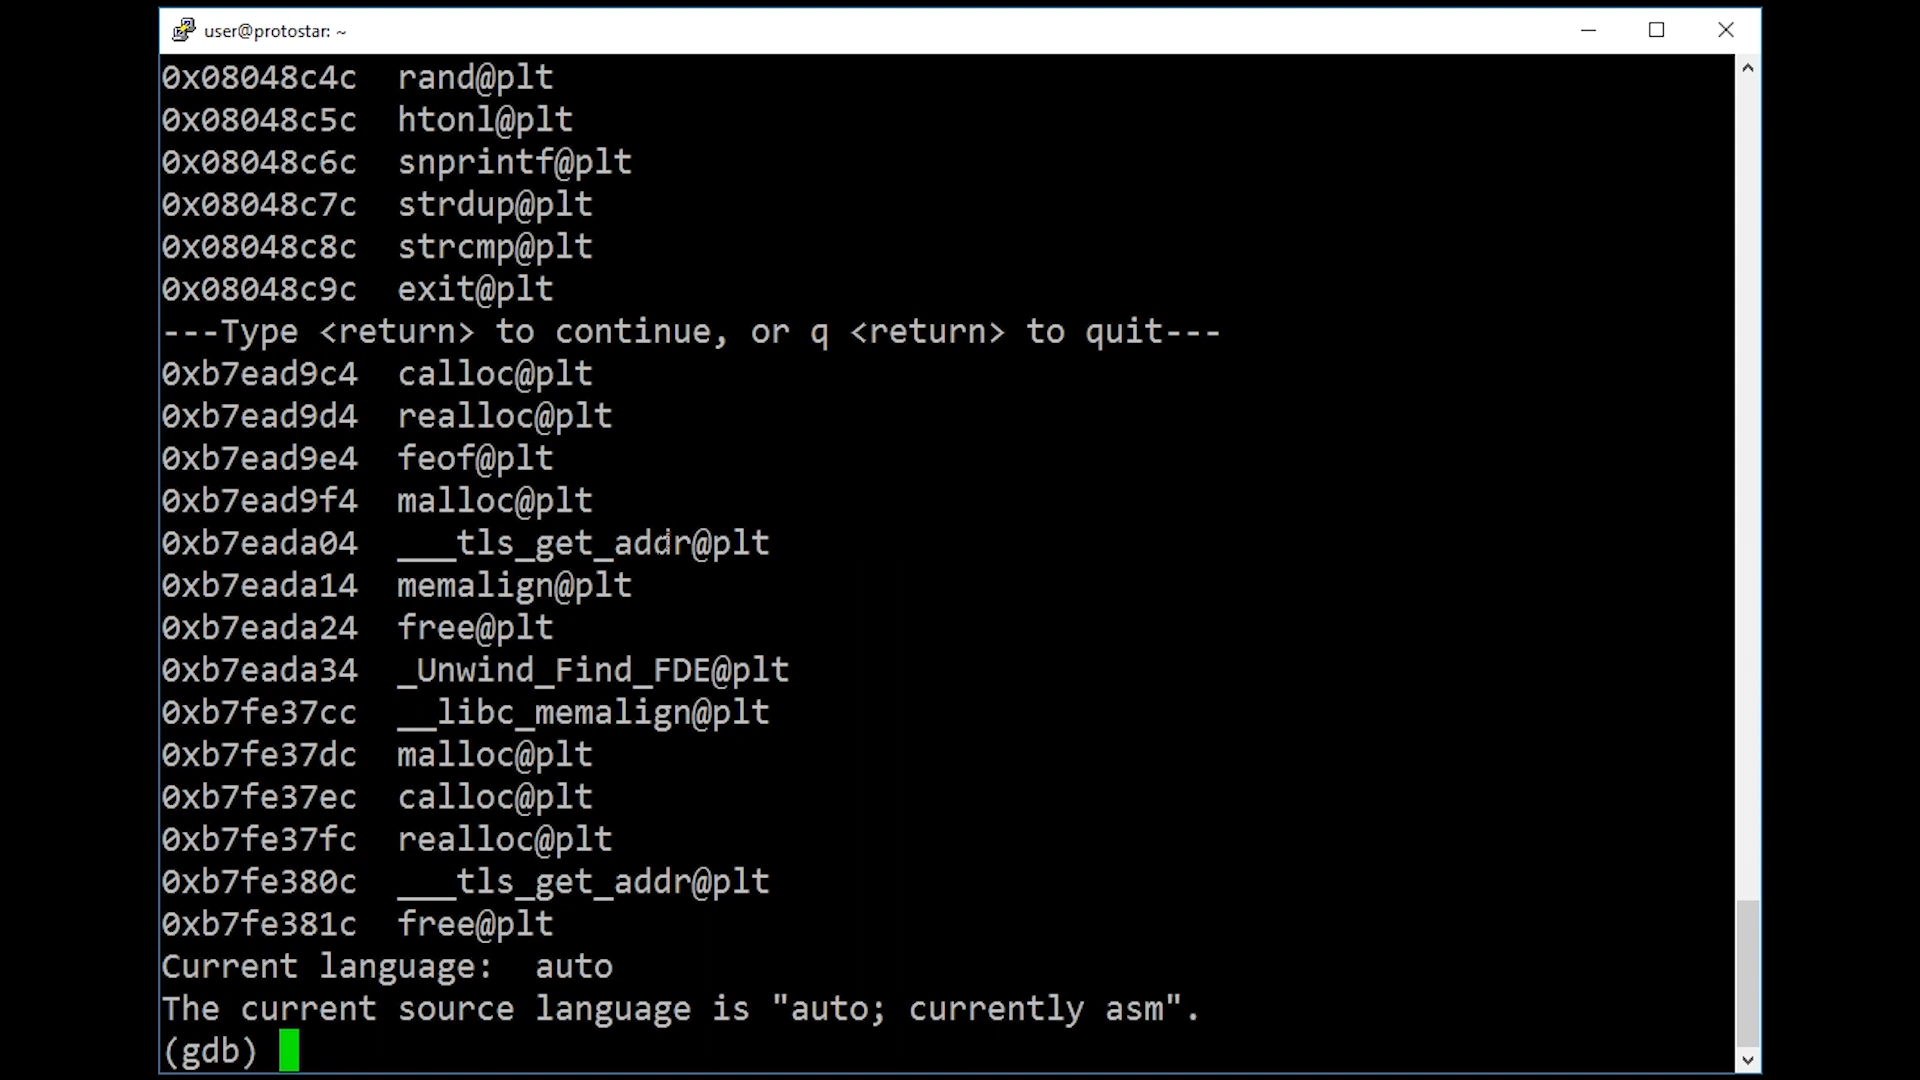 user@protostar: ~
0x08048c4c  rand@plt
0x08048c5c  htonl@plt
0x08048c6c  snprintf@plt
0x08048c7c  strdup@plt
0x08048c8c  strcmp@plt
0x08048c9c  exit@plt
---Type <return> to continue, or q <return> to quit---
0xb7ead9c4  calloc@plt
0xb7ead9d4  realloc@plt
0xb7ead9e4  feof@plt
0xb7ead9f4  malloc@plt
0xb7eada04  ___tls_get_addr@plt
0xb7eada14  memalign@plt
0xb7eada24  free@plt
0xb7eada34  _Unwind_Find_FDE@plt
0xb7fe37cc  __libc_memalign@plt
0xb7fe37dc  malloc@plt
0xb7fe37ec  calloc@plt
0xb7fe37fc  realloc@plt
0xb7fe380c  ___tls_get_addr@plt
0xb7fe381c  free@plt
Current language:  auto
The current source language is "auto; currently asm".
(gdb)